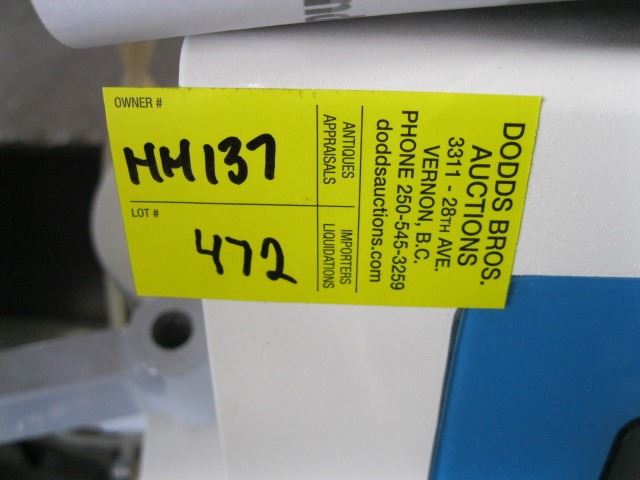 OWNER #
HH137
LOT #
472
ANTIQUES
APPRAISALS
IMPORTERS
LIQUIDATIONS
DODDS BROS.
AUCTIONS
3311 - 28TH AVE.
VERNON, B.C.
PHONE 250-545-3259
doddsauctions.com